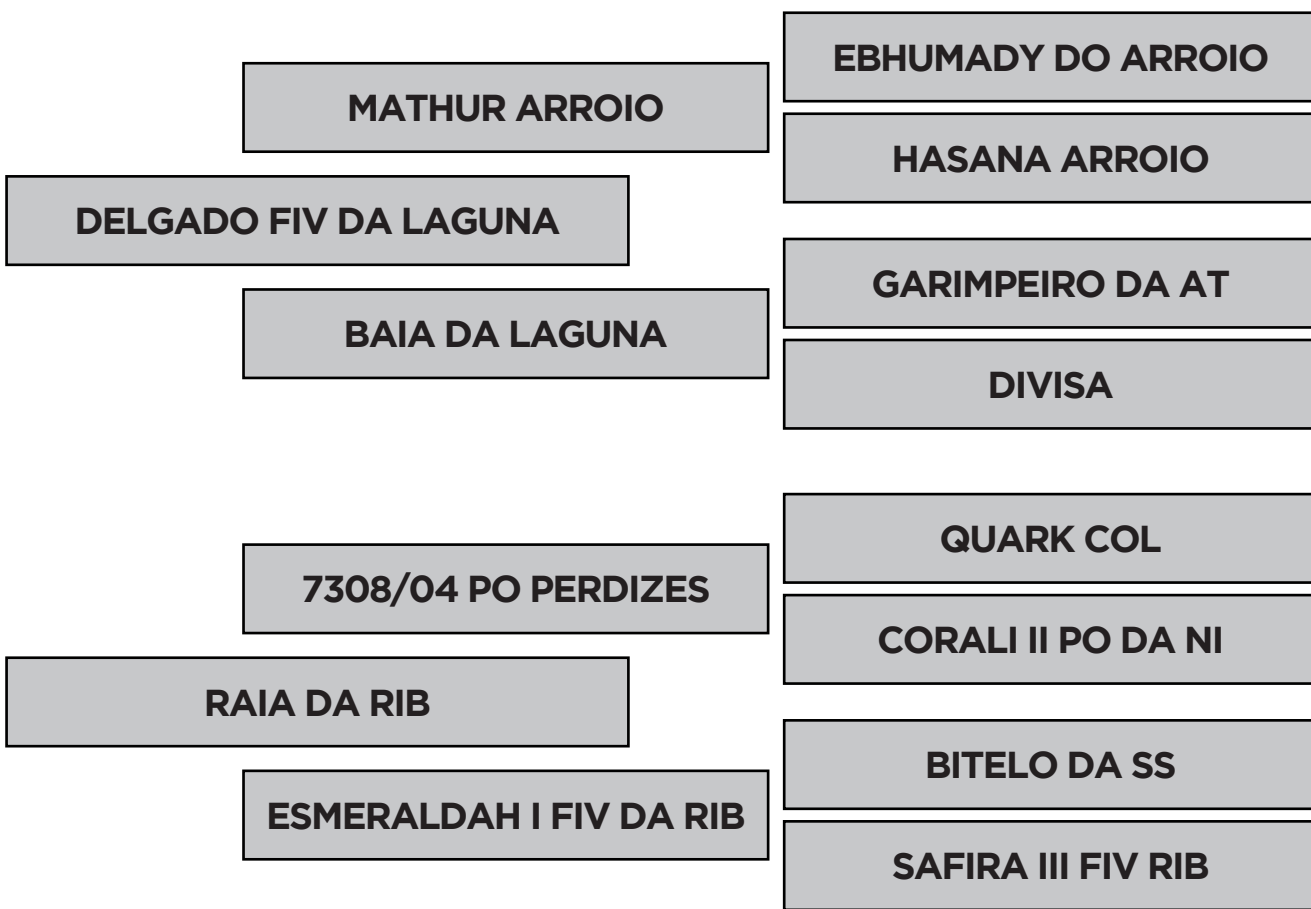 EBHUMADY DO ARROIO
MATHUR ARROIO
HASANA ARROIO
DELGADO FIV DA LAGUNA
GARIMPEIRO DA AT
BAIA DA LAGUNA
DIVISA
QUARK COL
7308/04 PO PERDIZES
CORALI II PO DA NI
RAIA DA RIB
BITELO DA SS
ESMERALDAH I FIV DA RIB
SAFIRA III FIV RIB